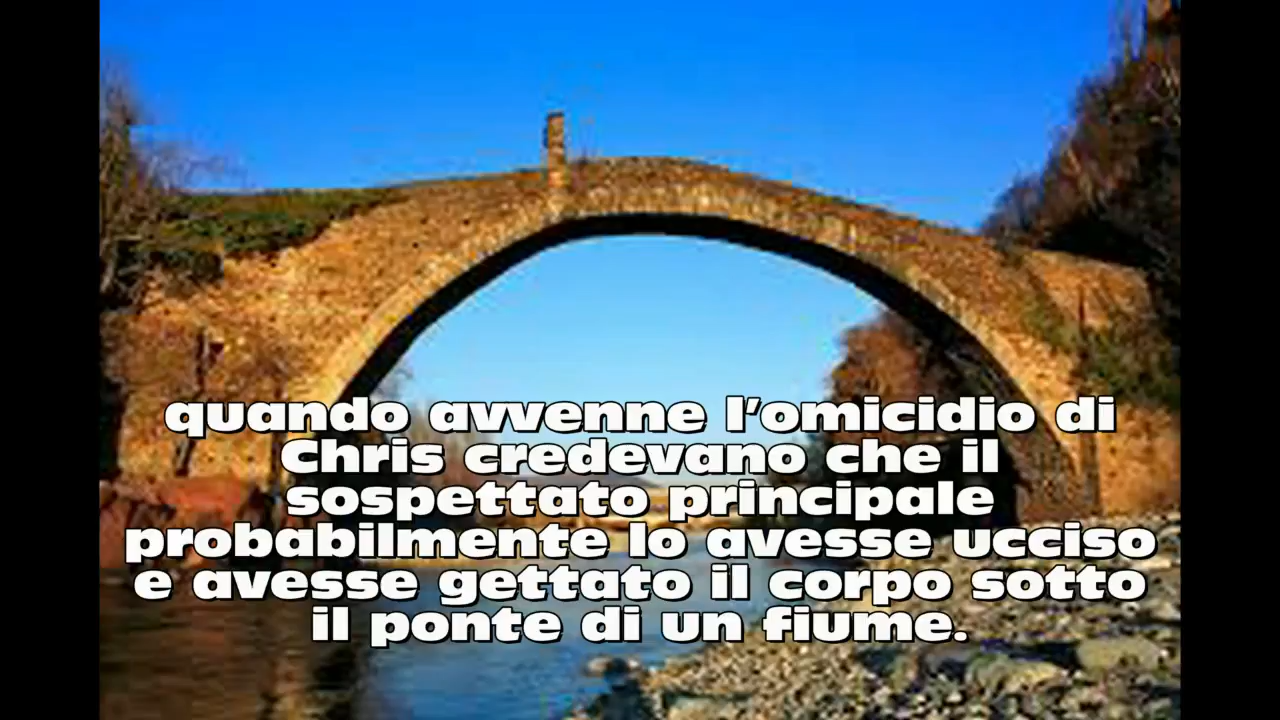 quando avvenne l'omicidio di
Chris credevano che il
sospettato principale
probabilmente lo avesse ucciso
e avesse gettato il corpo sotto
il ponte di un fiume.